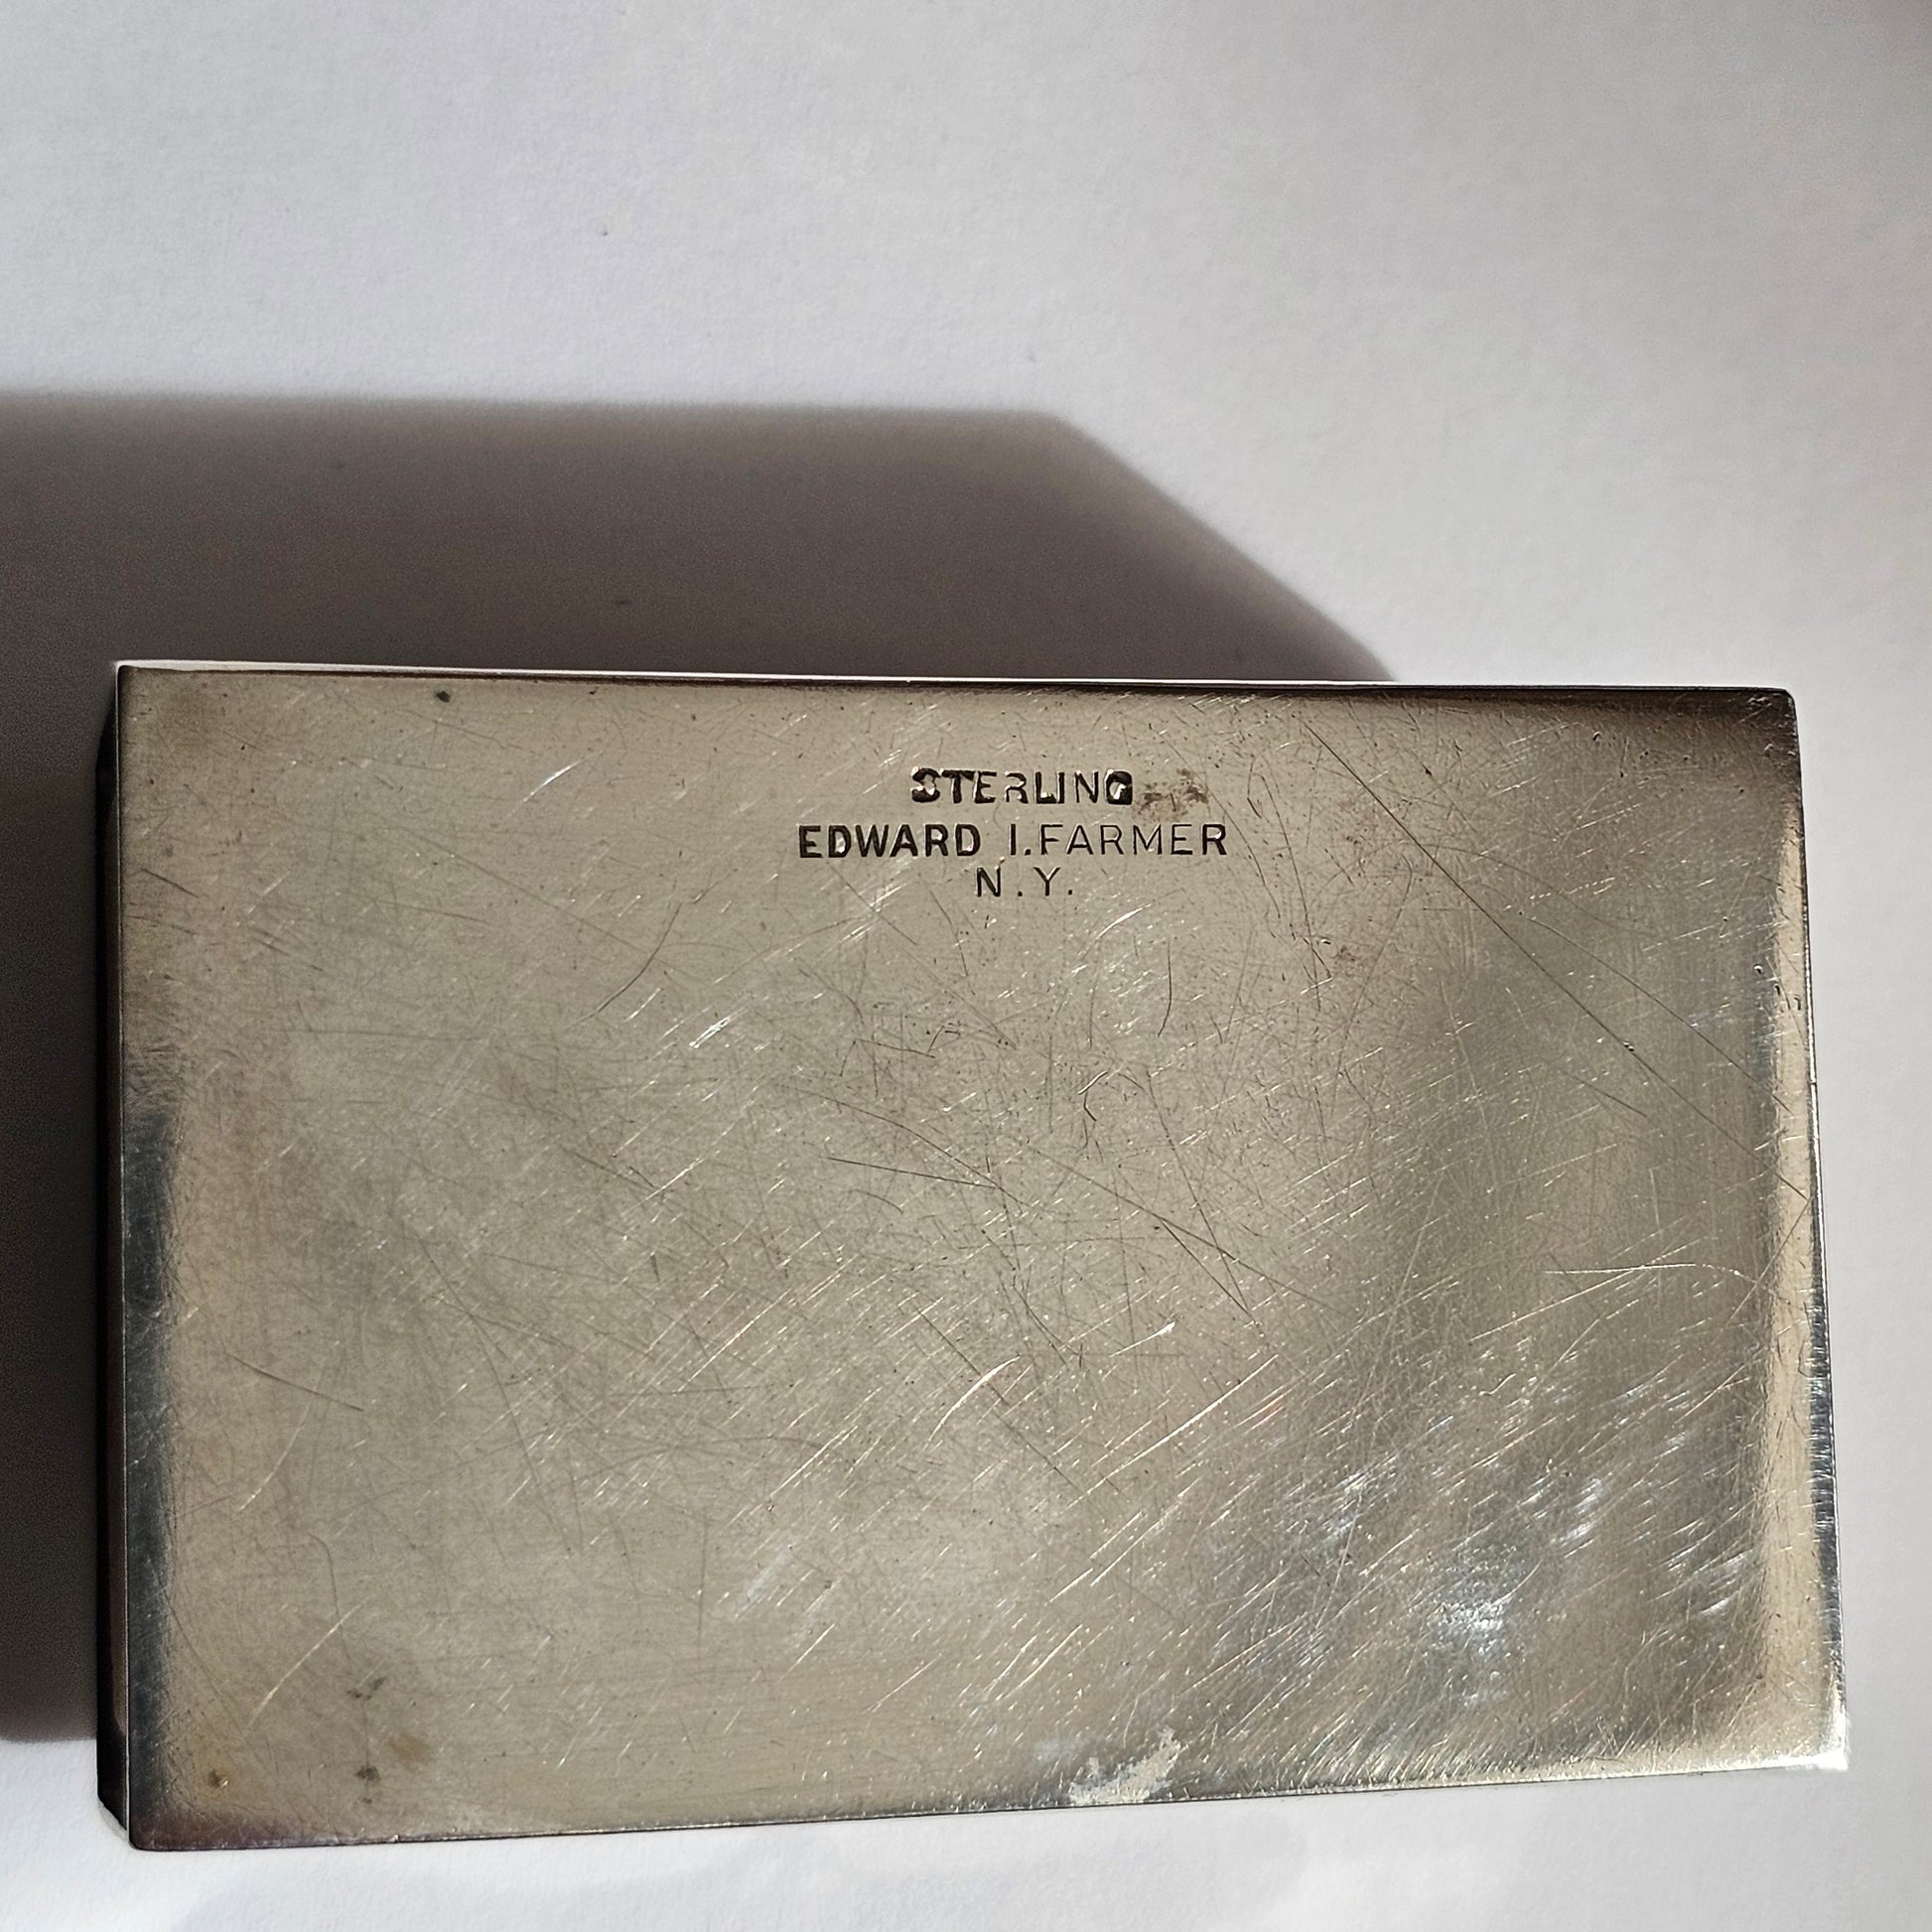 STERLING
EDWARD I. FARMER
N.Y.